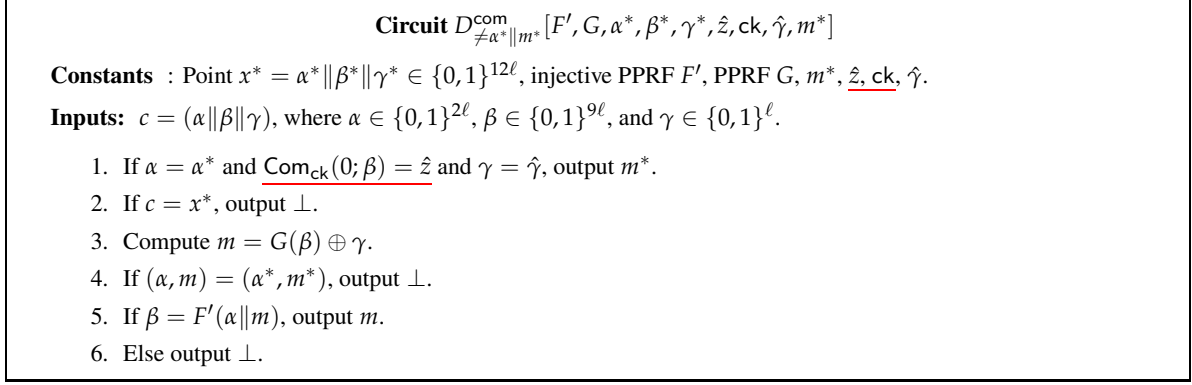 Circuit D^{com}_{≠α*∥m*}[F′, G, α*, β*, γ*, ẑ, ck, γ̂, m*]
Constants : Point x* = α*∥β*∥γ* ∈ {0, 1}^{12ℓ}, injective PPRF F′, PPRF G, m*, ẑ, ck, γ̂.
Inputs: c = (α∥β∥γ), where α ∈ {0, 1}^{2ℓ}, β ∈ {0, 1}^{9ℓ}, and γ ∈ {0, 1}^ℓ.
1. If α = α* and Com_{ck}(0; β) = ẑ and γ = γ̂, output m*.
2. If c = x*, output ⊥.
3. Compute m = G(β) ⊕ γ.
4. If (α, m) = (α*, m*), output ⊥.
5. If β = F′(α∥m), output m.
6. Else output ⊥.